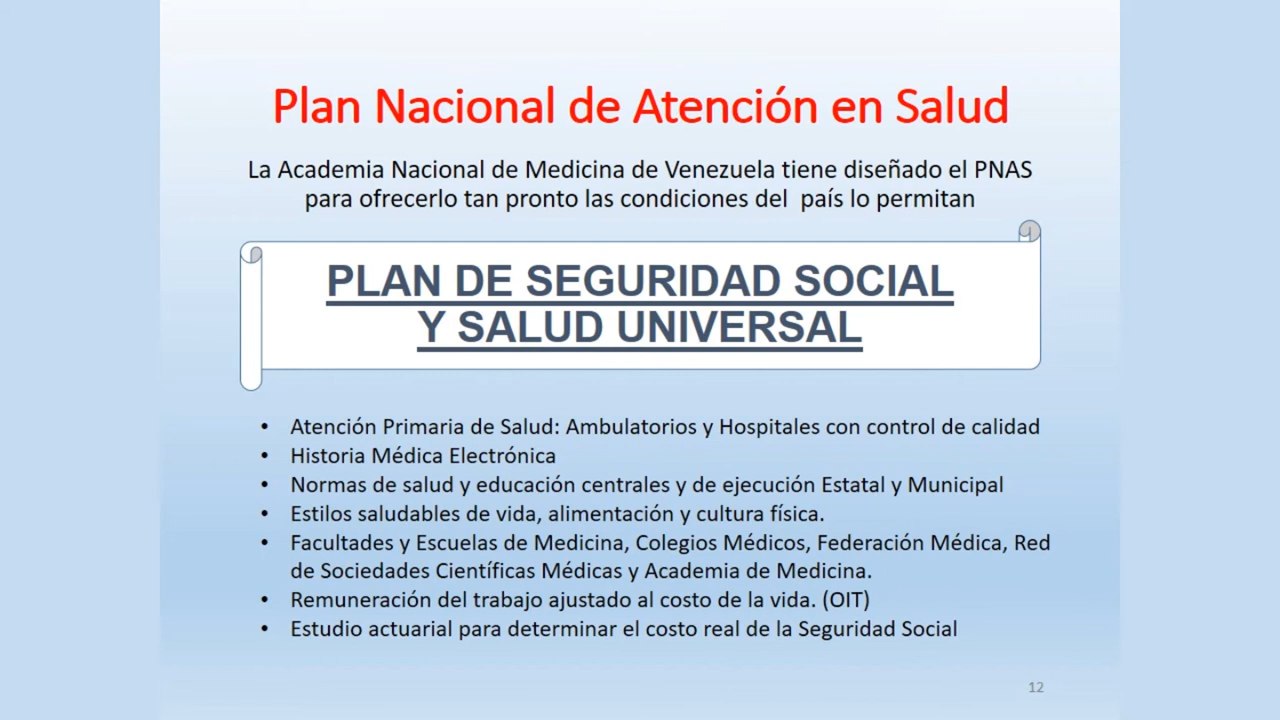 Plan Nacional de Atención en Salud
La Academia Nacional de Medicina de Venezuela tiene diseñado el PNAS
para ofrecerlo tan pronto las condiciones del país lo permitan
PLAN DE SEGURIDAD SOCIAL
Y SALUD UNIVERSAL
• Atención Primaria de Salud: Ambulatorios y Hospitales con control de calidad
• Historia Médica Electrónica
• Normas de salud y educación centrales y de ejecución Estatal y Municipal
• Estilos saludables de vida, alimentación y cultura física.
• Facultades y Escuelas de Medicina, Colegios Médicos, Federación Médica, Red
de Sociedades Científicas Médicas y Academia de Medicina.
• Remuneración del trabajo ajustado al costo de la vida. (OIT)
• Estudio actuarial para determinar el costo real de la Seguridad Social
12